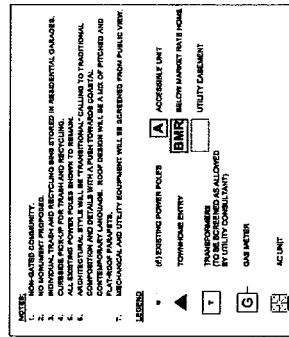 NOTES:
1. NON-GATED COMMUNITY.
2. NO MONUMENT PROPOSED.
3. INDIVIDUAL TRASH AND RECYCLING BINS STORED IN RESIDENTIAL GARAGES.
4. CURBSIDE PICK-UP FOR TRASH AND RECYCLING.
5. ALL EXISTING POWER POLES SHOWN TO REMAIN.
6. ARCHITECTURAL STYLE WILL BE "TRANSITIONAL" CALLING TO TRADITIONAL
COMPOSITION AND DETAILS WITH A PUSH TOWARDS COASTAL
CONTEMPORARY LANGUAGE. ROOF DESIGN WILL BE A MIX OF PITCHED AND
FLAT-ROOF PARAPETS.
7. MECHANICAL AND UTILITY EQUIPMENT WILL BE SCREENED FROM PUBLIC VIEW.
LEGEND
(E) EXISTING POWER POLES
TOWNHOME ENTRY
T TRANSFORMERS
(TO BE SCREENED AS ALLOWED
BY UTILITY CONSULTANT)
G GAS METER
AC UNIT
A ACCESSIBLE UNIT
BMR BELOW MARKET RATE HOME
UTILITY EASEMENT